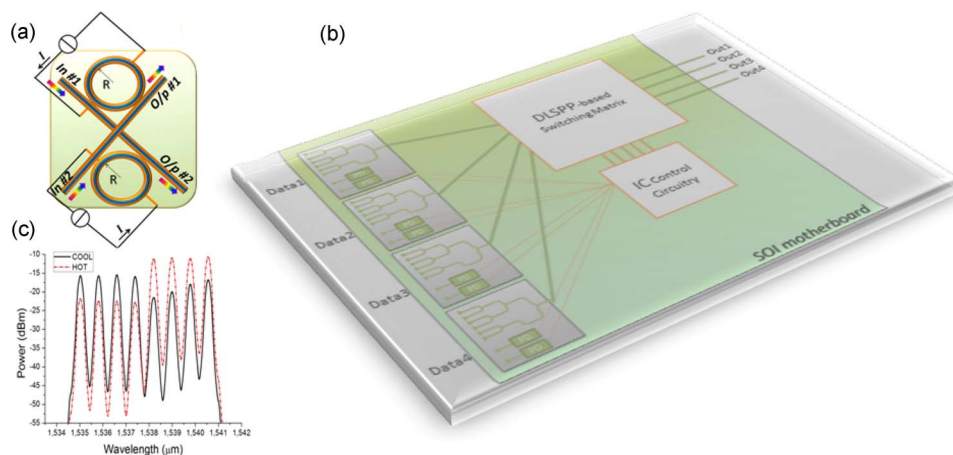 (a)
I
In #1
R
O/p #1
In #2
R
O/p #2
I
(b)
DLSPP-based
Switching Matrix
IC Control
Circuitry
Out1
Out2
Out3
Out4
Data1
Data2
Data3
Data4
SOI motherboard
(c)
COOL
HOT
Power (dBm)
-10
-15
-20
-25
-30
-35
-40
-45
-50
-55
1,534 1,535 1,536 1,537 1,538 1,539 1,540 1,541 1,542
Wavelength (μm)